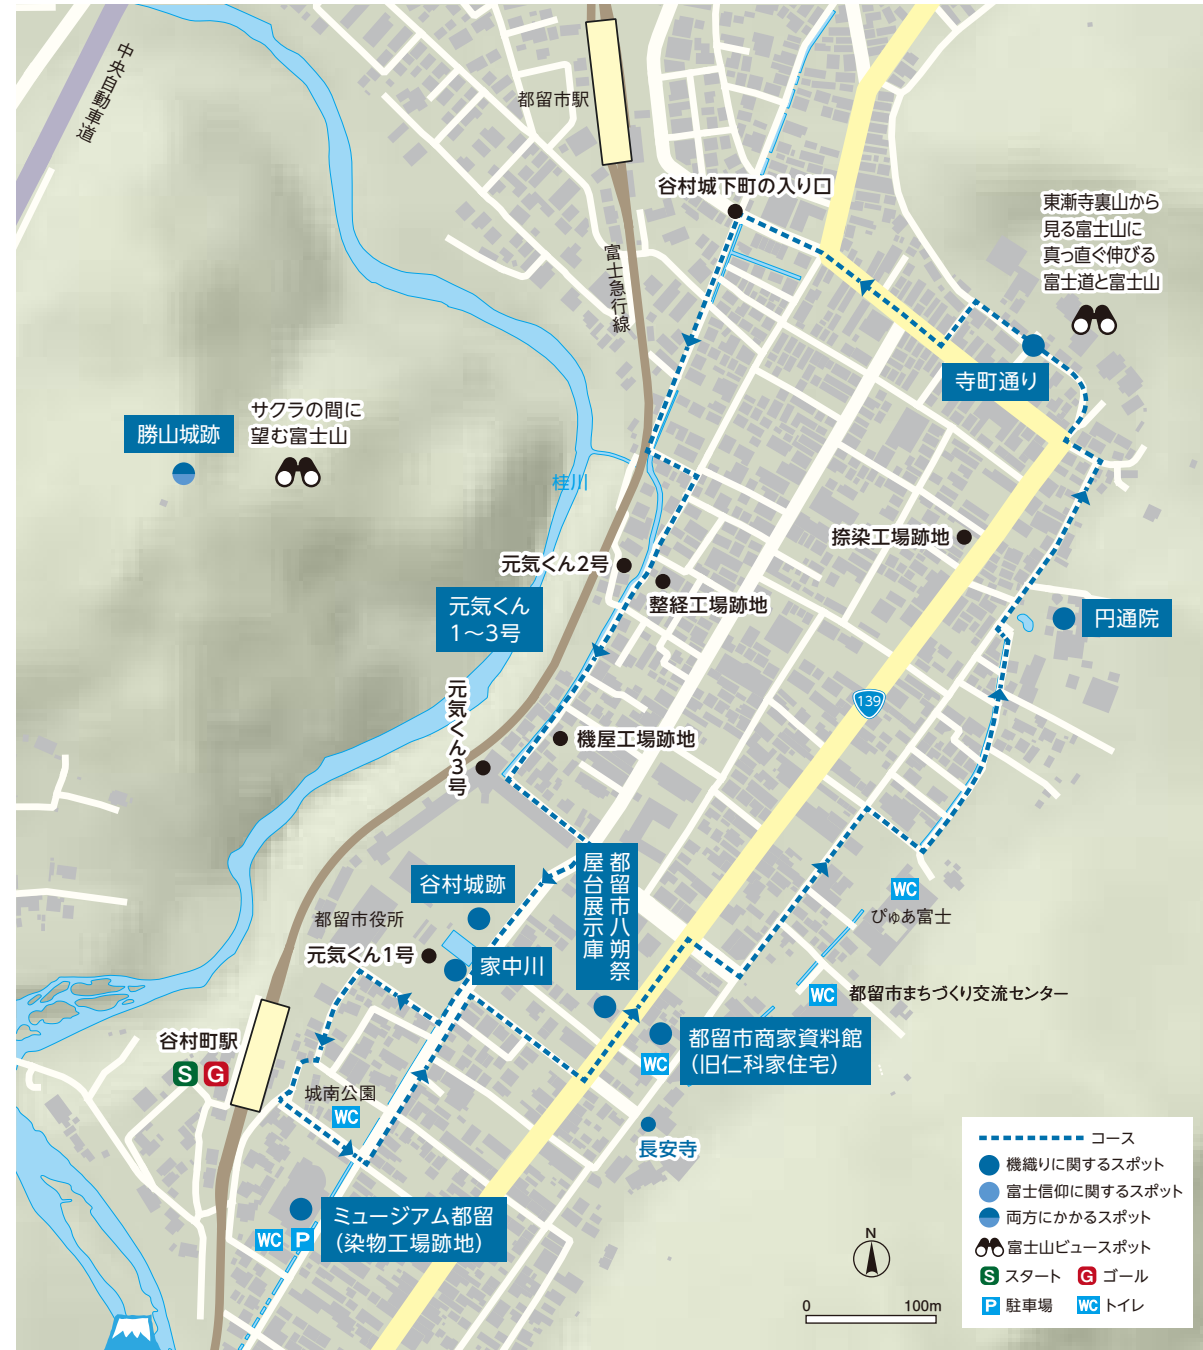 中央自動車道
都留市駅
谷村城下町の入り口
東漸寺裏山から
見る富士山に
真っ直ぐ伸びる
富士道と富士山
富士急行線
寺町通り
勝山城跡
サクラの間に
望む富士山
桂川
捺染工場跡地
元気くん2号
整経工場跡地
元気くん
1～3号
円通院
元気くん3号
139
機屋工場跡地
都留市八朔祭
屋台展示庫
谷村城跡
WC
ぴゅあ富士
都留市役所
元気くん1号
家中川
WC
都留市まちづくり交流センター
谷村町駅
S G
都留市商家資料館
(旧仁科家住宅)
WC
城南公園
WC
長安寺
ミュージアム都留
(染物工場跡地)
WC P
N
0 100m
コース
機織りに関するスポット
富士信仰に関するスポット
両方にかかるスポット
富士山ビュースポット
S スタート G ゴール
P 駐車場 WC トイレ